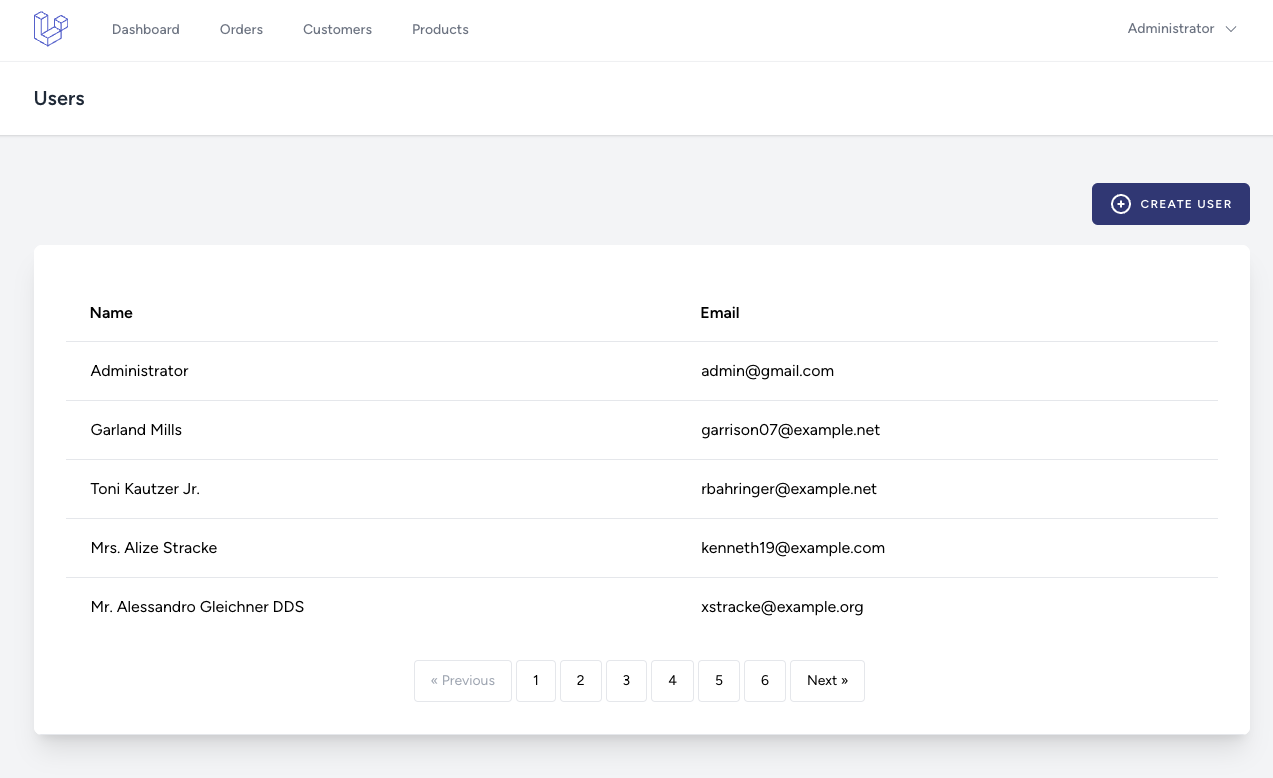 Dashboard Orders Customers Products Administrator
Users
CREATE USER
Name Email
Administrator admin@gmail.com
Garland Mills garrison07@example.net
Toni Kautzer Jr. rbahringer@example.net
Mrs. Alize Stracke kenneth19@example.com
Mr. Alessandro Gleichner DDS xstracke@example.org
« Previous 1 2 3 4 5 6 Next »